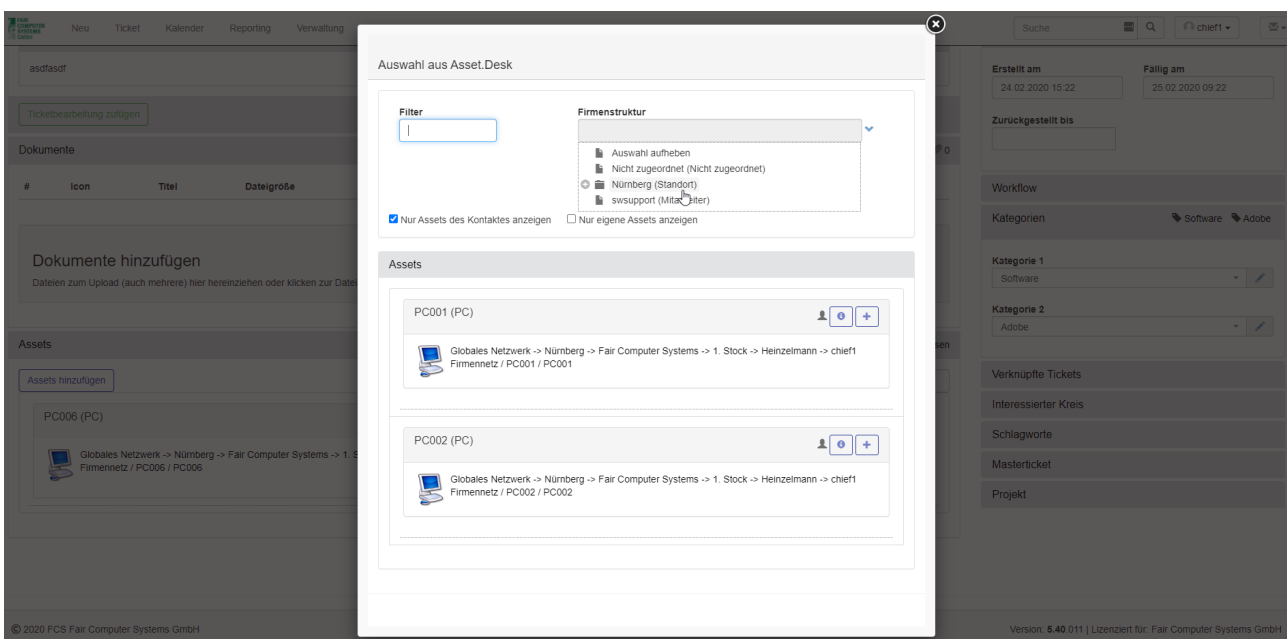 FAIR
COMPUTER
SYSTEMS
GmbH
Neu Ticket Kalender Reporting Verwaltung
Suche
chief1
asdfasdf
Ticketbearbeitung zufügen
Dokumente
0
# Icon Titel Dateigröße
Dokumente hinzufügen
Dateien zum Upload (auch mehrere) hier hereinziehen oder klicken zur Datei
Assets
sen
Assets hinzufügen
PC006 (PC)
Globales Netzwerk -> Nürnberg -> Fair Computer Systems -> 1. S
Firmennetz / PC006 / PC006
Auswahl aus Asset.Desk
Filter
Firmenstruktur
Auswahl aufheben
Nicht zugeordnet (Nicht zugeordnet)
Nürnberg (Standort)
swsupport (Mitarbeiter)
Nur Assets des Kontaktes anzeigen
Nur eigene Assets anzeigen
Assets
PC001 (PC)
Globales Netzwerk -> Nürnberg -> Fair Computer Systems -> 1. Stock -> Heinzelmann -> chief1
Firmennetz / PC001 / PC001
PC002 (PC)
Globales Netzwerk -> Nürnberg -> Fair Computer Systems -> 1. Stock -> Heinzelmann -> chief1
Firmennetz / PC002 / PC002
Erstellt am Fällig am
24.02.2020 15:22 25.02.2020 09:22
Zurückgestellt bis
Workflow
Kategorien Software Adobe
Kategorie 1
Software
Kategorie 2
Adobe
Verknüpfte Tickets
Interessierter Kreis
Schlagworte
Masterticket
Projekt
© 2020 FCS Fair Computer Systems GmbH
Version: 5.40.011 | Lizenziert für: Fair Computer Systems GmbH